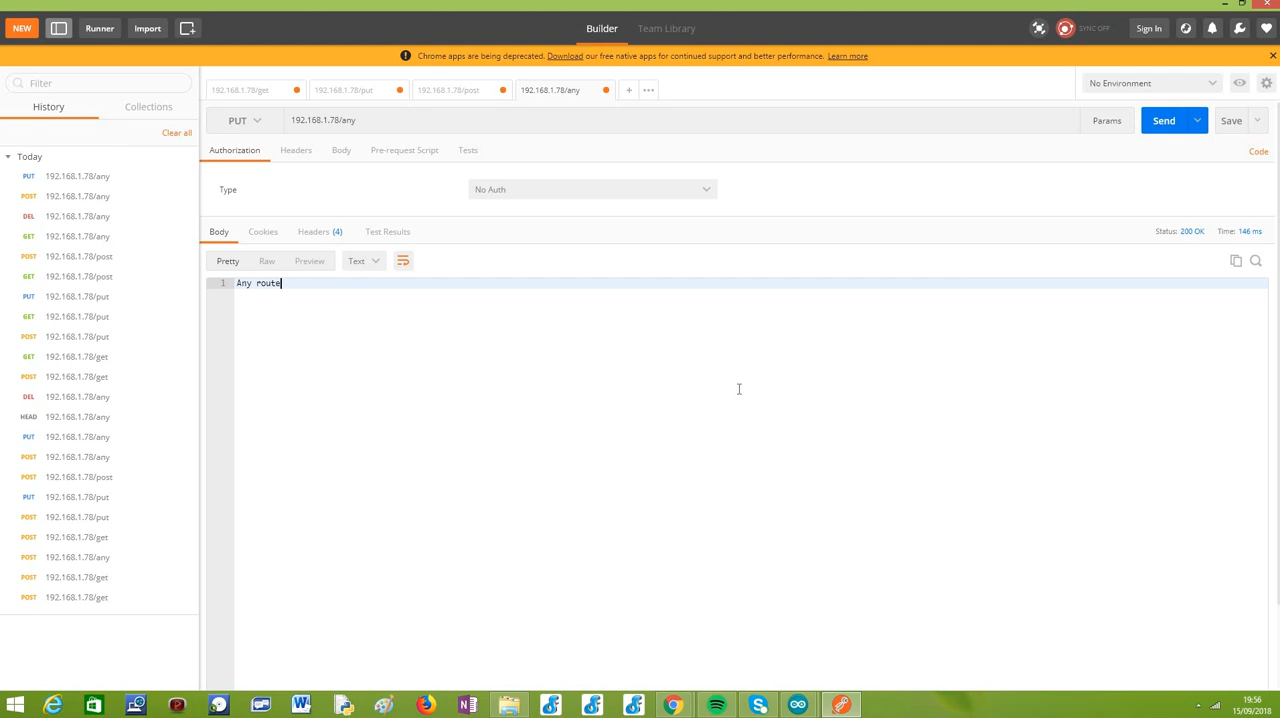 NEW
Runner
Import
Builder
Team Library
SYNC OFF
Sign In
Chrome apps are being deprecated. Download our free native apps for continued support and better performance. Learn more
Filter
History
Collections
Clear all
Today
PUT 192.168.1.78/any
POST 192.168.1.78/any
DEL 192.168.1.78/any
GET 192.168.1.78/any
POST 192.168.1.78/post
GET 192.168.1.78/post
PUT 192.168.1.78/put
GET 192.168.1.78/put
POST 192.168.1.78/put
GET 192.168.1.78/get
POST 192.168.1.78/get
DEL 192.168.1.78/any
HEAD 192.168.1.78/any
PUT 192.168.1.78/any
POST 192.168.1.78/any
POST 192.168.1.78/post
PUT 192.168.1.78/put
POST 192.168.1.78/put
POST 192.168.1.78/get
POST 192.168.1.78/any
POST 192.168.1.78/get
POST 192.168.1.78/get
192.168.1.78/get
192.168.1.78/put
192.168.1.78/post
192.168.1.78/any
No Environment
PUT
192.168.1.78/any
Params
Send
Save
Authorization
Headers
Body
Pre-request Script
Tests
Code
Type
No Auth
Body
Cookies
Headers (4)
Test Results
Status: 200 OK
Time: 146 ms
Pretty
Raw
Preview
Text
1 Any route
19:56
15/09/2018